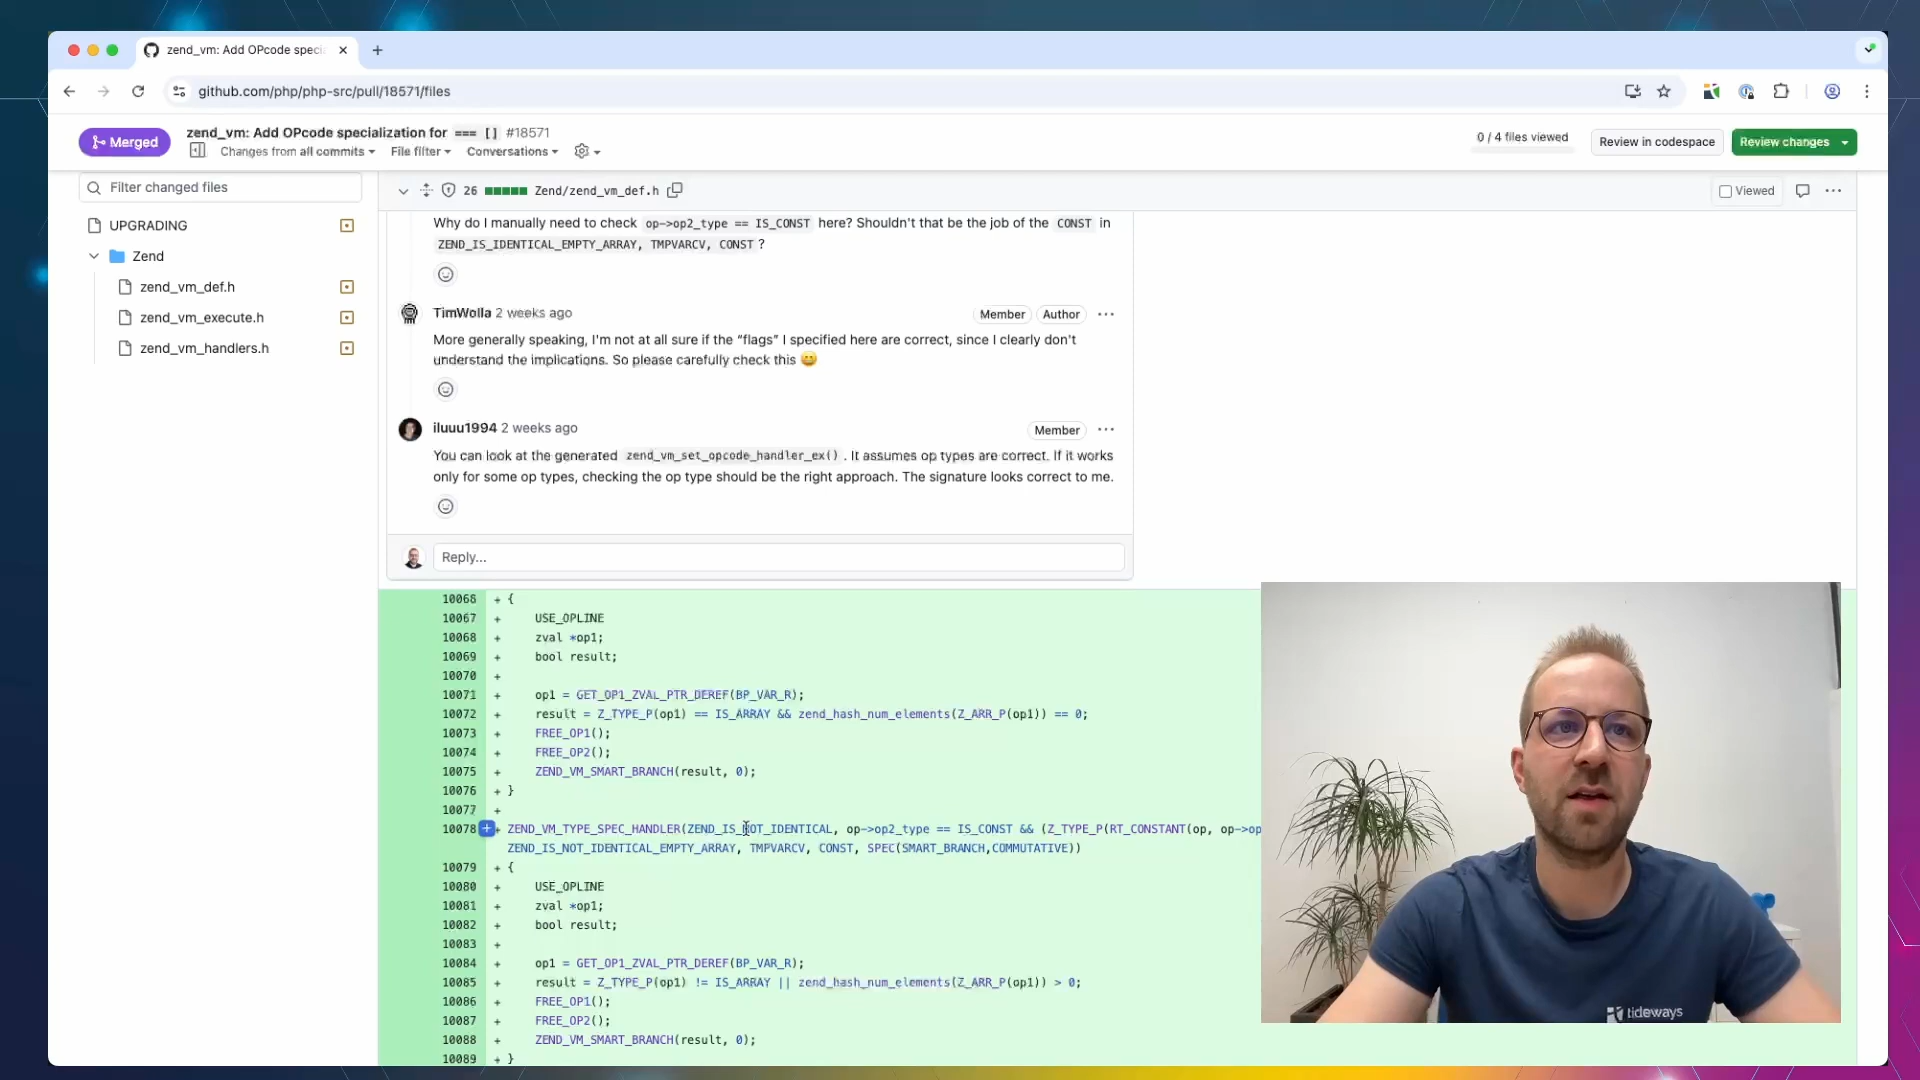 zend_vm: Add OPcode speci
github.com/php/php-src/pull/18571/files
Merged
zend_vm: Add OPcode specialization for === [] #18571
Changes from all commits
File filter
Conversations
0 / 4 files viewed
Review in codespace
Review changes
Filter changed files
UPGRADING
Zend
zend_vm_def.h
zend_vm_execute.h
zend_vm_handlers.h
26
Zend/zend_vm_def.h
Viewed
Why do I manually need to check op->op2_type == IS_CONST here? Shouldn't that be the job of the CONST in
ZEND_IS_IDENTICAL_EMPTY_ARRAY, TMPVARCV, CONST ?
TimWolla 2 weeks ago
Member
Author
More generally speaking, I'm not at all sure if the “flags” I specified here are correct, since I clearly don't
understand the implications. So please carefully check this 😄
iluuu1994 2 weeks ago
Member
You can look at the generated zend_vm_set_opcode_handler_ex() . It assumes op types are correct. If it works
only for some op types, checking the op type should be the right approach. The signature looks correct to me.
Reply...
10066 + {
10067 + USE_OPLINE
10068 + zval *op1;
10069 + bool result;
10070 +
10071 + op1 = GET_OP1_ZVAL_PTR_DEREF(BP_VAR_R);
10072 + result = Z_TYPE_P(op1) == IS_ARRAY && zend_hash_num_elements(Z_ARR_P(op1)) == 0;
10073 + FREE_OP1();
10074 + FREE_OP2();
10075 + ZEND_VM_SMART_BRANCH(result, 0);
10076 + }
10077 +
10078 + ZEND_VM_TYPE_SPEC_HANDLER(ZEND_IS_NOT_IDENTICAL, op->op2_type == IS_CONST && (Z_TYPE_P(RT_CONSTANT(op, op->op
ZEND_IS_NOT_IDENTICAL_EMPTY_ARRAY, TMPVARCV, CONST, SPEC(SMART_BRANCH,COMMUTATIVE))
10079 + {
10080 + USE_OPLINE
10081 + zval *op1;
10082 + bool result;
10083 +
10084 + op1 = GET_OP1_ZVAL_PTR_DEREF(BP_VAR_R);
10085 + result = Z_TYPE_P(op1) != IS_ARRAY || zend_hash_num_elements(Z_ARR_P(op1)) > 0;
10086 + FREE_OP1();
10087 + FREE_OP2();
10088 + ZEND_VM_SMART_BRANCH(result, 0);
10089 + }
tideways